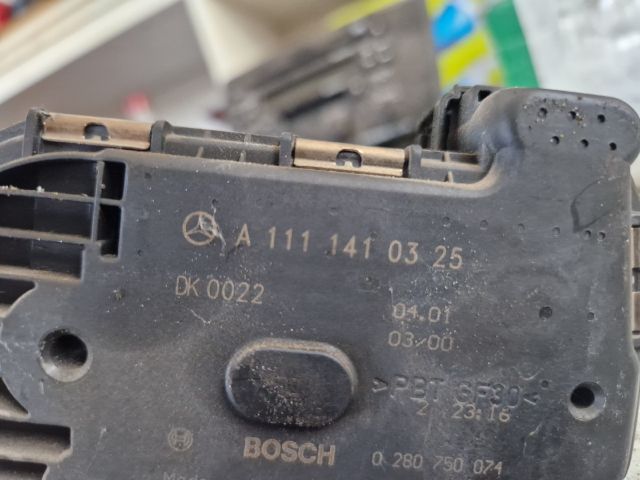 A 111 141 03 25
DK 0022
04.01
03/00
>PBT GF30<
2 23:16
BOSCH 0 280 750 074